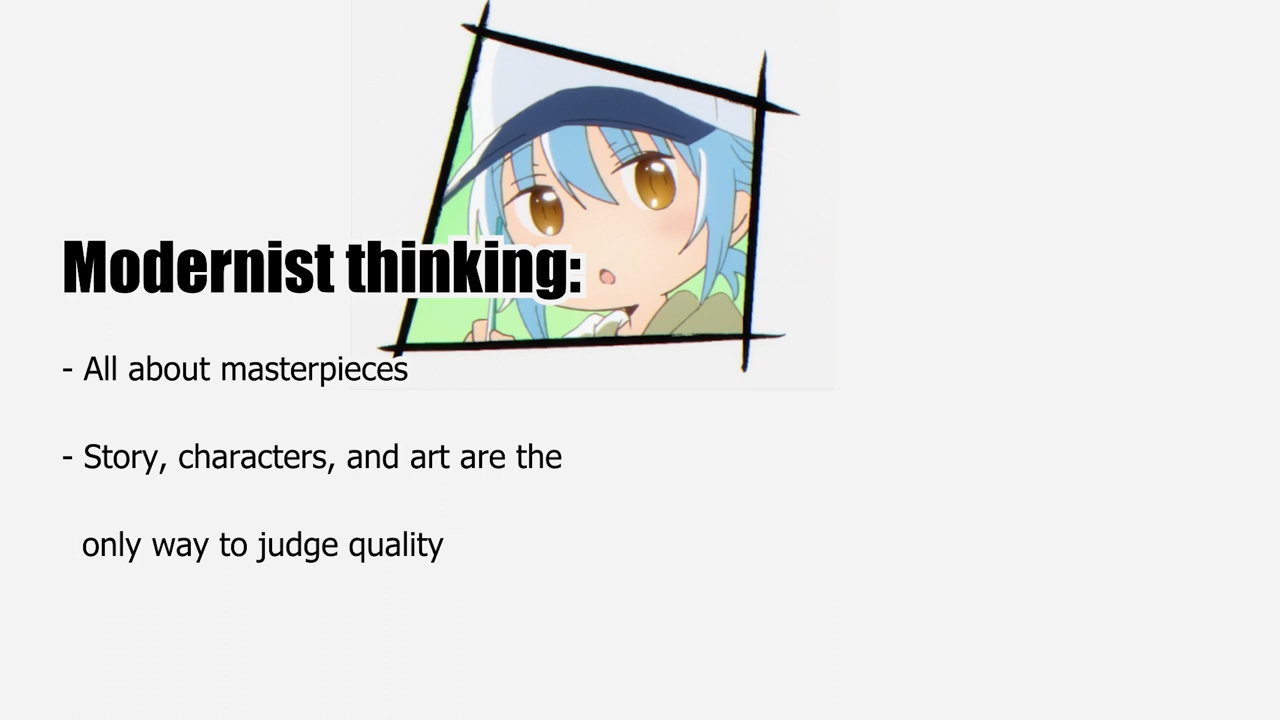 Modernist thinking:
- All about masterpieces
- Story, characters, and art are the
only way to judge quality